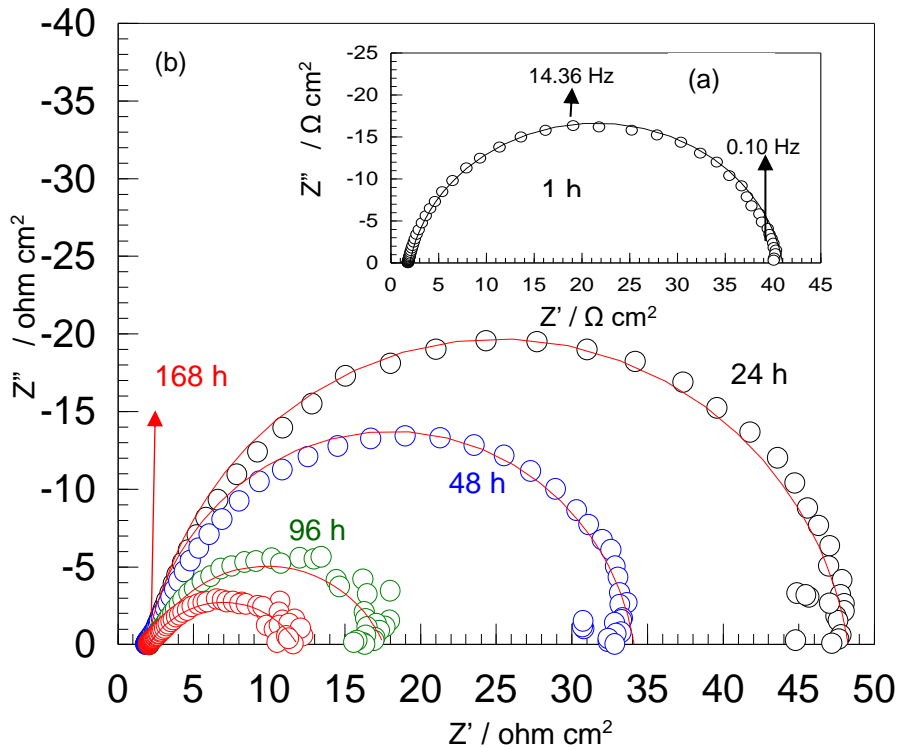 (b)
-40
-35
-30
-25
-20
-15
-10
-5
0
Z'' / ohm cm²
0 5 10 15 20 25 30 35 40 45 50
Z' / ohm cm²
168 h
96 h
48 h
24 h
(a)
-25
-20
-15
-10
-5
0
Z'' / Ω cm²
0 5 10 15 20 25 30 35 40 45
Z' / Ω cm²
14.36 Hz
0.10 Hz
1 h